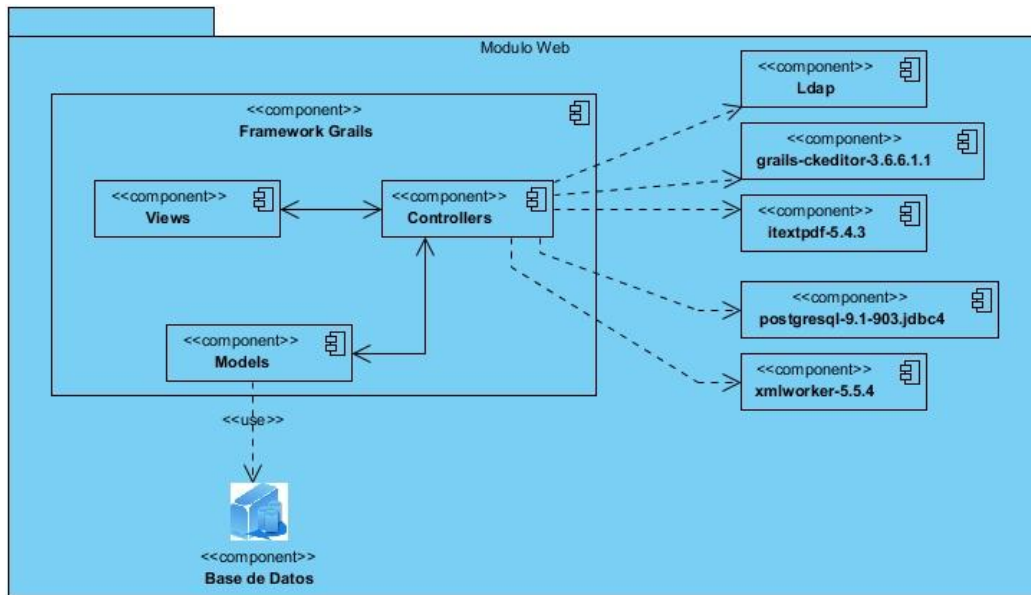 Modulo Web
<<component>>
Framework Grails
<<component>>
Views
<<component>>
Controllers
<<component>>
Models
<<use>>
<<component>>
Base de Datos
<<component>>
Ldap
<<component>>
grails-ckeditor-3.6.6.1.1
<<component>>
itextpdf-5.4.3
<<component>>
postgresql-9.1-903.jdbc4
<<component>>
xmlworker-5.5.4